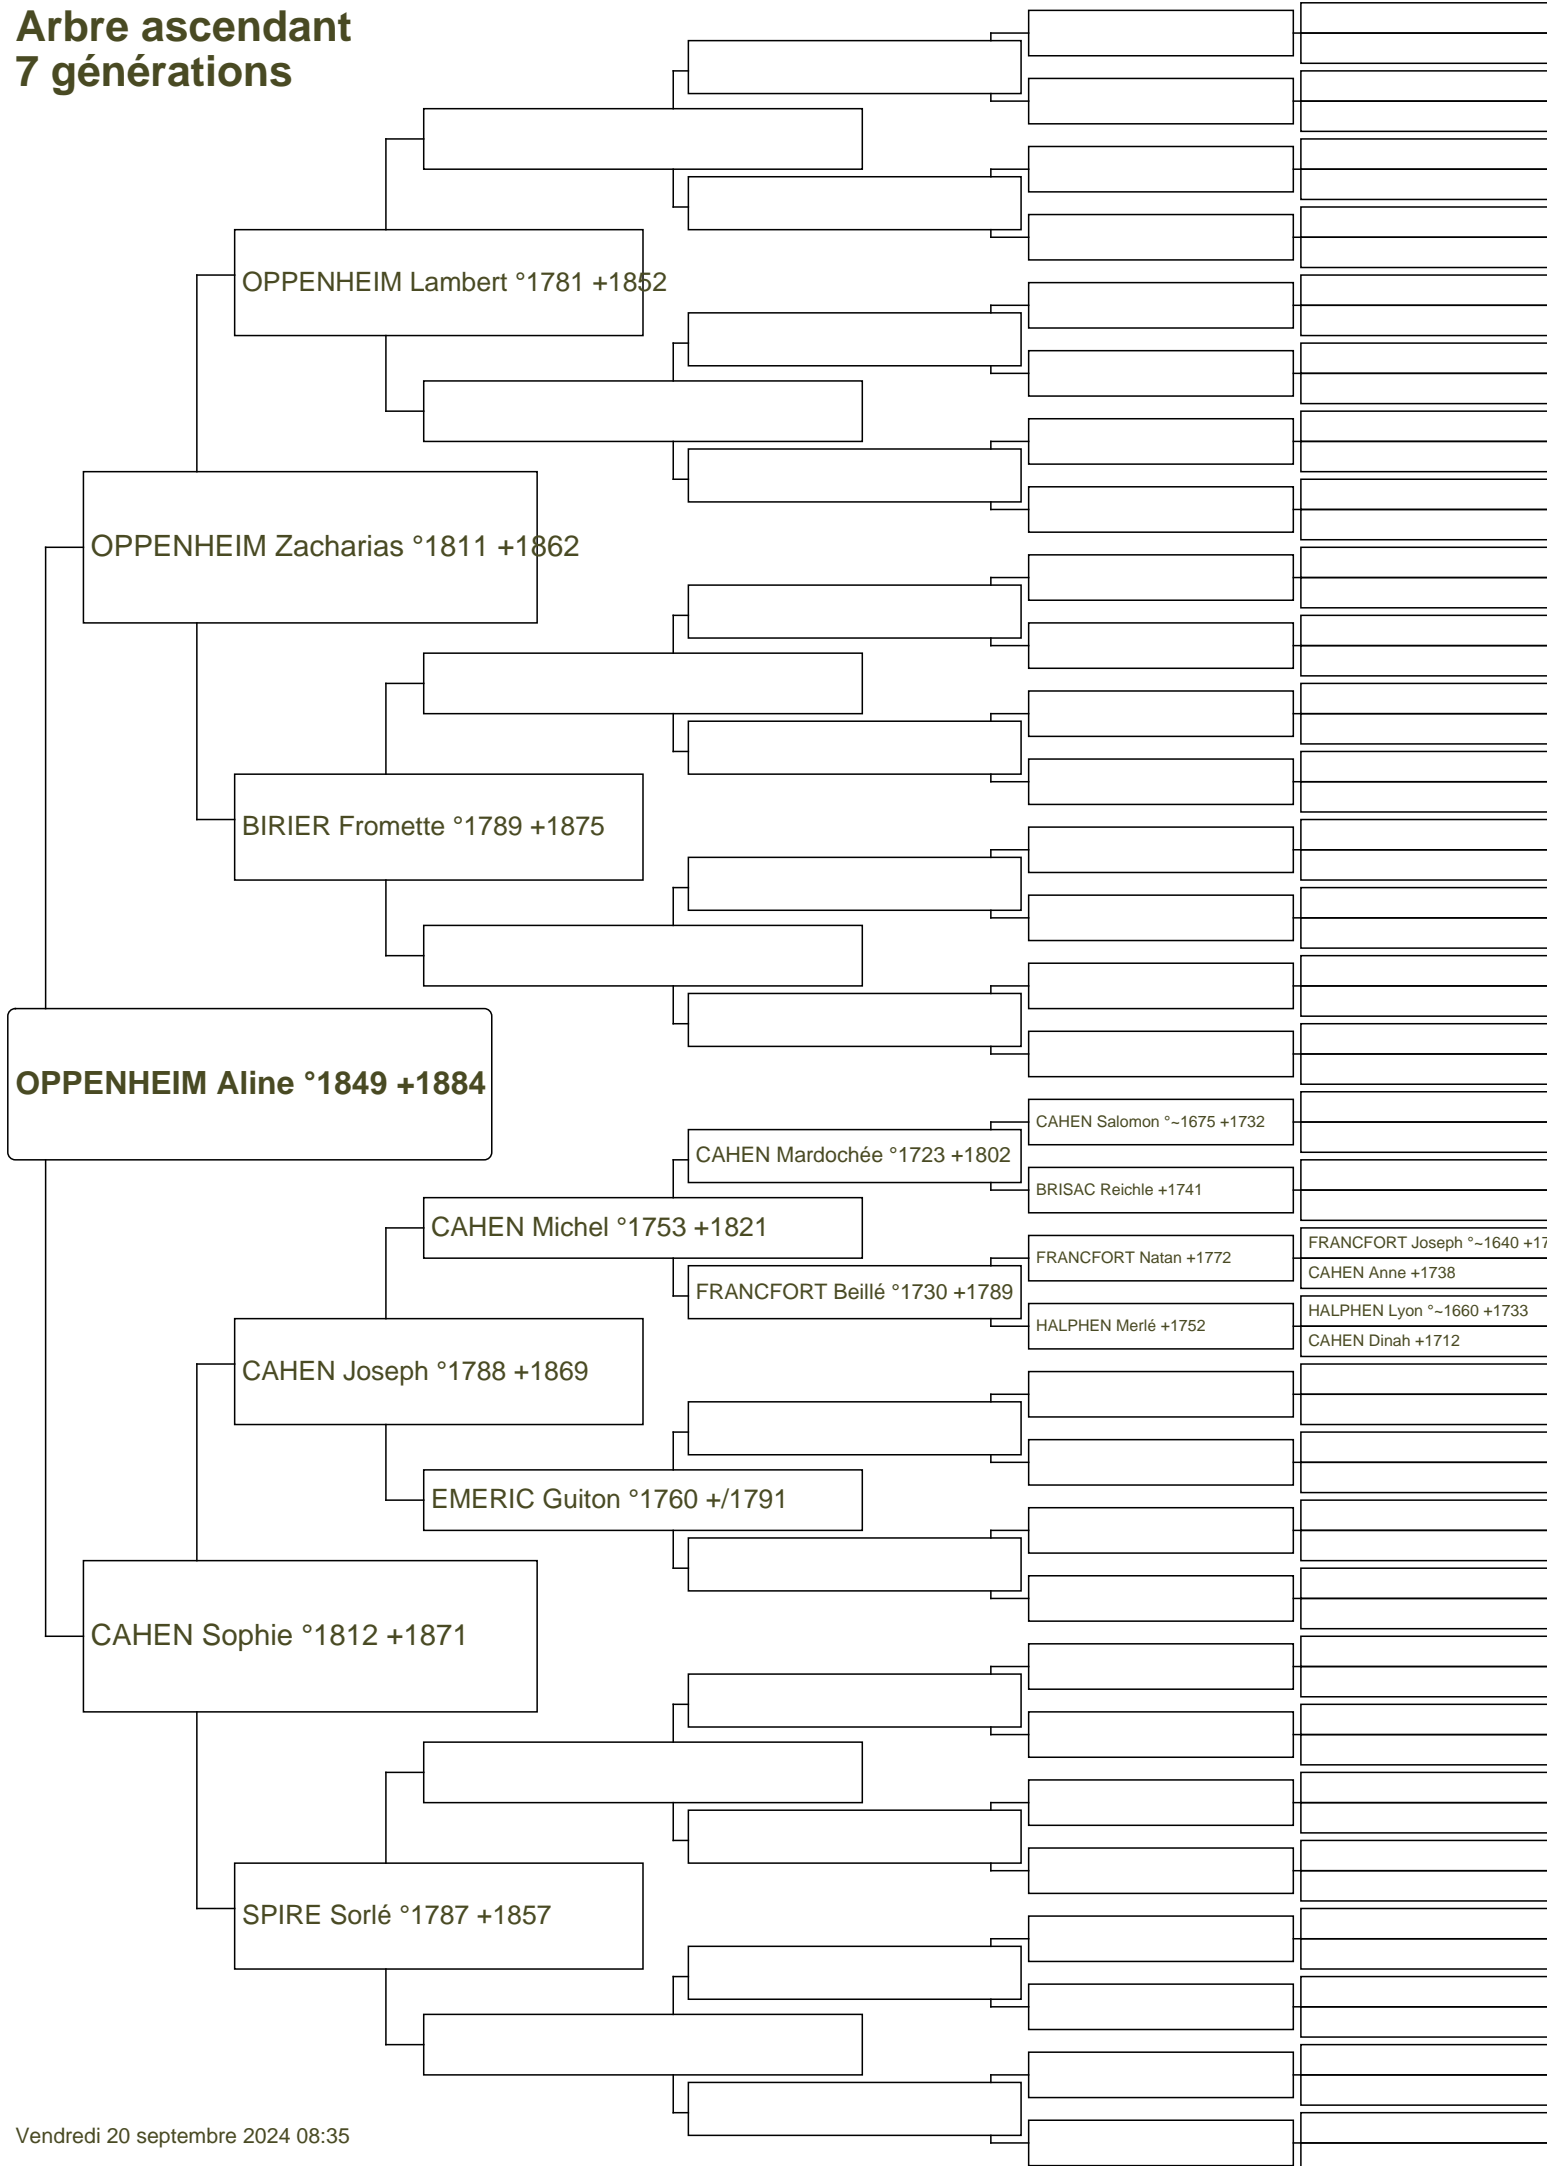 Arbre ascendant
7 générations
OPPENHEIM Lambert °1781 +1852
OPPENHEIM Zacharias °1811 +1862
BIRIER Fromette °1789 +1875
OPPENHEIM Aline °1849 +1884
CAHEN Salomon °~1675 +1732
CAHEN Mardochée °1723 +1802
BRISAC Reichle +1741
CAHEN Michel °1753 +1821
FRANCFORT Joseph °~1640 +17
FRANCFORT Natan +1772
CAHEN Anne +1738
FRANCFORT Beillé °1730 +1789
HALPHEN Lyon °~1660 +1733
HALPHEN Merlé +1752
CAHEN Dinah +1712
CAHEN Joseph °1788 +1869
EMERIC Guiton °1760 +/1791
CAHEN Sophie °1812 +1871
SPIRE Sorlé °1787 +1857
Vendredi 20 septembre 2024 08:35